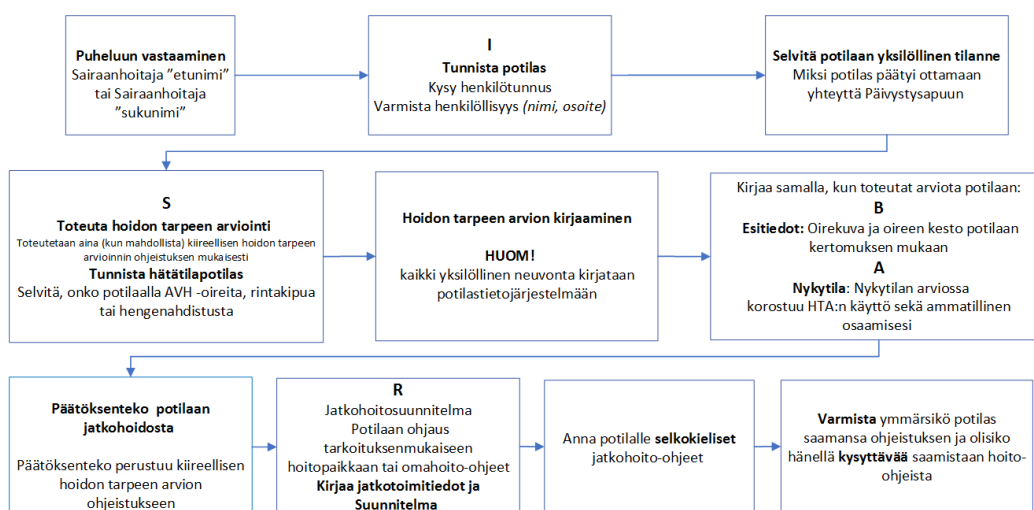 Puheluun vastaaminen
Sairaanhoitaja "etunimi"
tai Sairaanhoitaja
"sukunimi"
I
Tunnista potilas
Kysy henkilötunnus
Varmista henkilöllisyys (nimi, osoite)
Selvitä potilaan yksilöllinen tilanne
Miksi potilas päätyi ottamaan
yhteyttä Päivystysapuun
S
Toteuta hoidon tarpeen arviointi
Toteutetaan aina (kun mahdollista) kiireellisen hoidon tarpeen
arvioinnin ohjeistuksen mukaisesti
Tunnista hätätilapotilas
Selvitä, onko potilaalla AVH -oireita, rintakipua
tai hengenahdistusta
Hoidon tarpeen arvion kirjaaminen
HUOM!
kaikki yksilöllinen neuvonta kirjataan
potilastietojärjestelmään
Kirjaa samalla, kun toteutat arviota potilaan:
B
Esitiedot: Oirekuva ja oireen kesto potilaan
kertomuksen mukaan
A
Nykytila: Nykytilan arviossa
korostuu HTA:n käyttö sekä ammatillinen
osaamisesi
Päätöksenteko potilaan
jatkohoidosta
Päätöksenteko perustuu kiireellisen
hoidon tarpeen arvion
ohjeistukseen
R
Jatkohoitosuunnitelma
Potilaan ohjaus
tarkoituksenmukaiseen
hoitopaikkaan tai omahoito-ohjeet
Kirjaa jatkotoimitiedot ja
Suunnitelma
Anna potilalle selkokieliset
jatkohoito-ohjeet
Varmista ymmärsikö potilas
saamansa ohjeistuksen ja olisiko
hänellä kysyttävää saamistaan hoito-
ohjeista